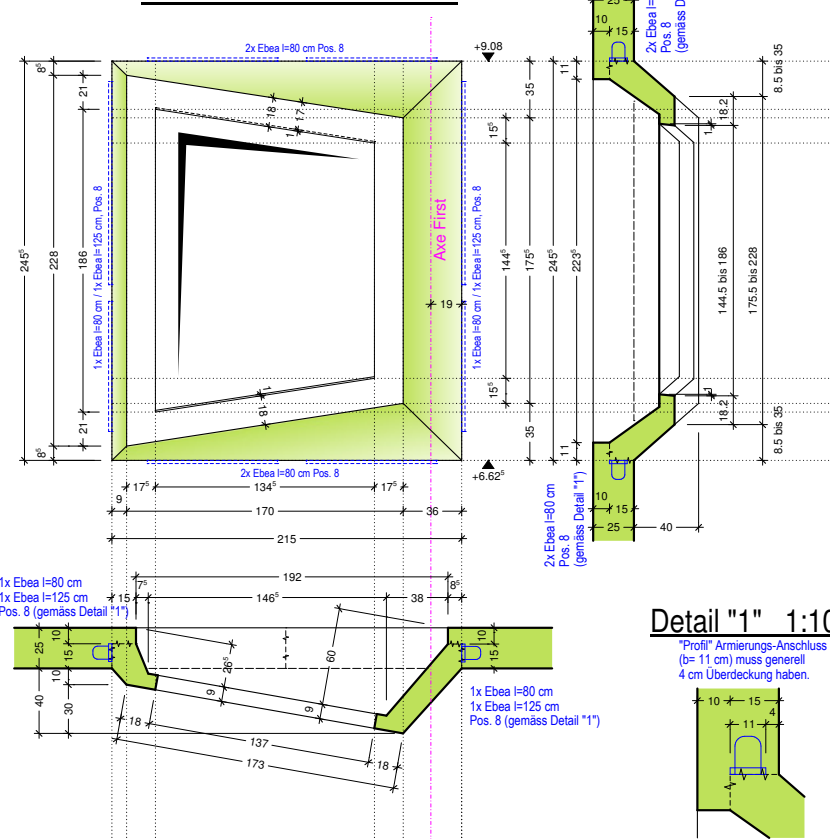 2x Ebea l=80 cm Pos. 8
+9.08
8⁵
21
18
17
1
35
15⁵
245⁵
228
186
1x Ebea l=80 cm / 1x Ebea l=125 cm, Pos. 8
Axe First
19
1x Ebea l=80 cm / 1x Ebea l=125 cm, Pos. 8
144⁵
175⁵
245⁵
223⁵
1
18
21
8⁵
15⁵
35
2x Ebea l=80 cm Pos. 8
+6.62⁵
17⁵
134⁵
17⁵
9
170
36
215
25
10
15
2x Ebea l=
Pos. 8
(gemäss D
11
18.2
1
8.5 bis 35
144.5 bis 186
175.5 bis 228
1
18.2
8.5 bis 35
11
2x Ebea l=80 cm
Pos. 8
(gemäss Detail "1")
10
15
25
40
1x Ebea l=80 cm
1x Ebea l=125 cm
Pos. 8 (gemäss Detail "1")
192
15
7⁵
146⁵
38
8⁵
25
10
15
40
10
30
26⁵
9
60
9
10
15
18
137
18
173
1x Ebea l=80 cm
1x Ebea l=125 cm
Pos. 8 (gemäss Detail "1")
Detail "1" 1:10
"Profil" Armierungs-Anschluss
(b= 11 cm) muss generell
4 cm Überdeckung haben.
10
15
4
11